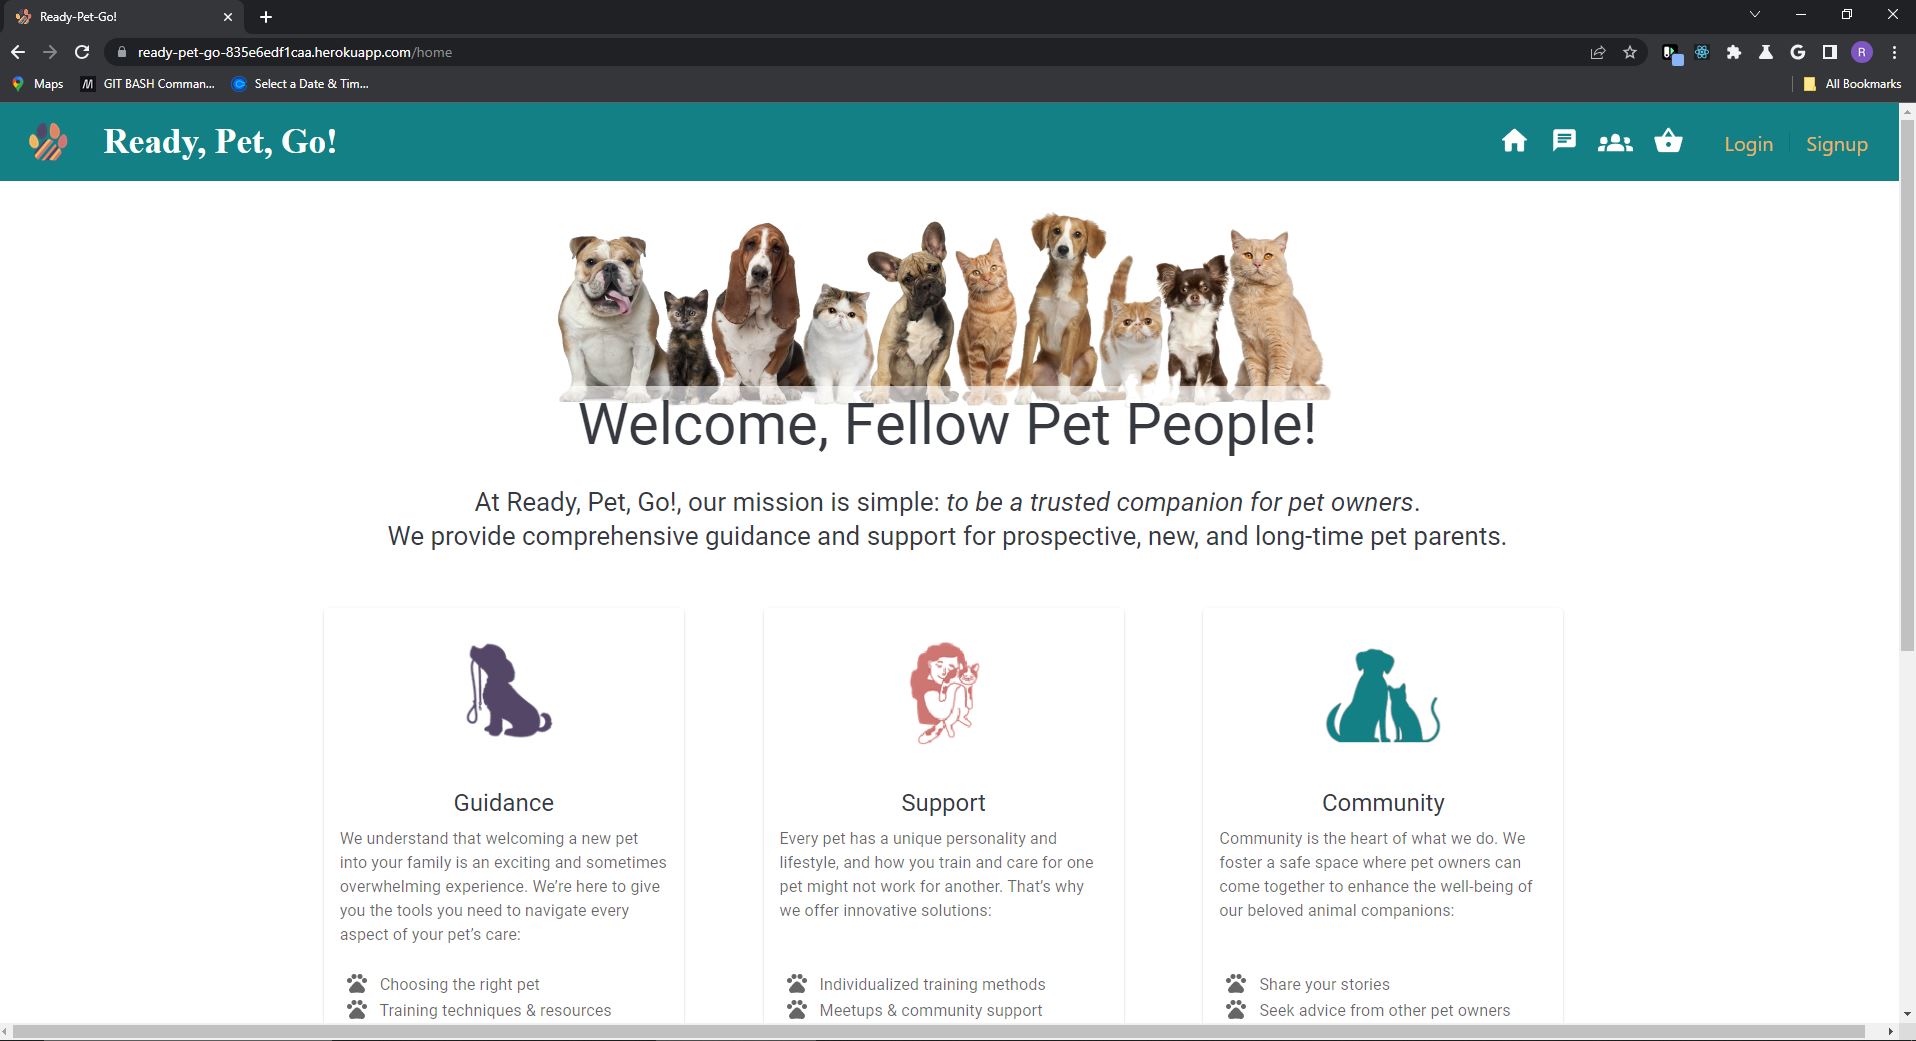 Ready-Pet-Go!
ready-pet-go-835e6edf1caa.herokuapp.com/home
R
Maps
GIT BASH Comman...
Select a Date & Tim...
All Bookmarks
Ready, Pet, Go!
Login
Signup
Welcome, Fellow Pet People!
At Ready, Pet, Go!, our mission is simple: to be a trusted companion for pet owners.
We provide comprehensive guidance and support for prospective, new, and long-time pet parents.
Guidance
We understand that welcoming a new pet
into your family is an exciting and sometimes
overwhelming experience. We’re here to give
you the tools you need to navigate every
aspect of your pet’s care:
Choosing the right pet
Training techniques & resources
Support
Every pet has a unique personality and
lifestyle, and how you train and care for one
pet might not work for another. That’s why
we offer innovative solutions:
Individualized training methods
Meetups & community support
Community
Community is the heart of what we do. We
foster a safe space where pet owners can
come together to enhance the well-being of
our beloved animal companions:
Share your stories
Seek advice from other pet owners